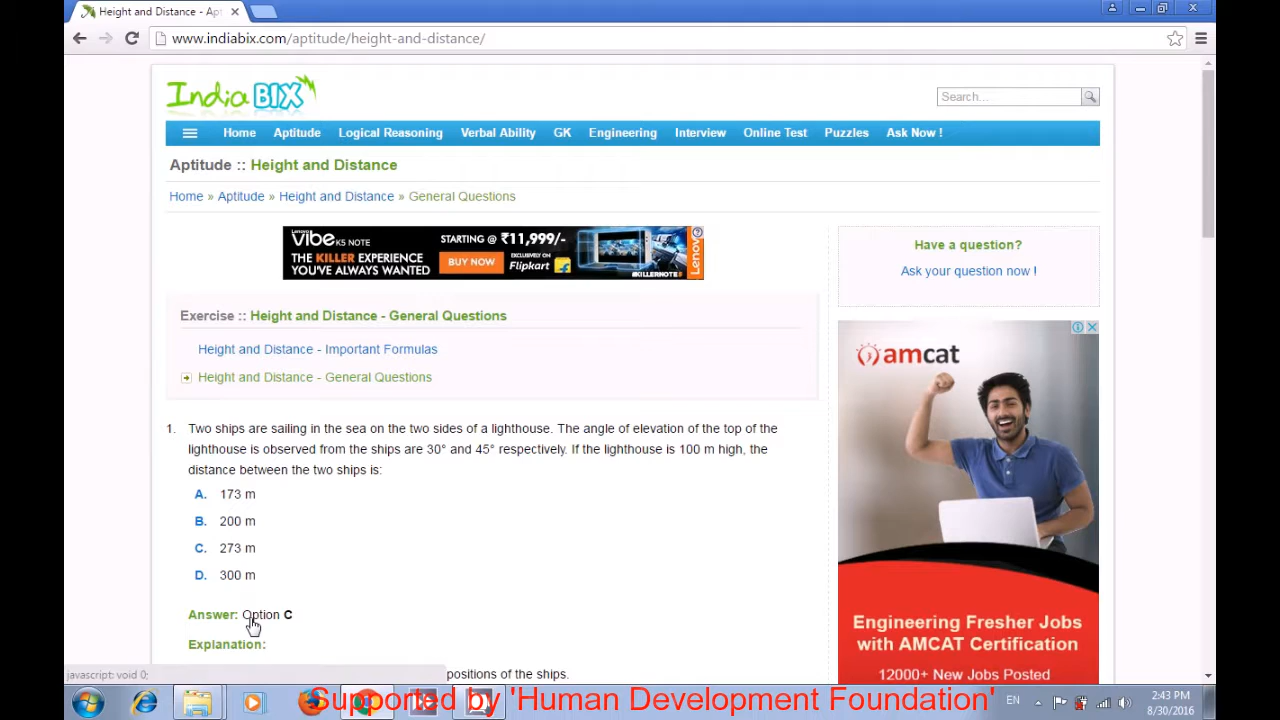 Height and Distance - Apt
www.indiabix.com/aptitude/height-and-distance/
IndiaBIX
Search...
Home Aptitude Logical Reasoning Verbal Ability GK Engineering Interview Online Test Puzzles Ask Now !
Aptitude :: Height and Distance
Home » Aptitude » Height and Distance » General Questions
Lenovo
vibe K5 NOTE
THE KILLER EXPERIENCE
YOU'VE ALWAYS WANTED
STARTING @ ₹11,999/-
BUY NOW
EXCLUSIVELY ON
Flipkart
#KILLERNOTE
Lenovo
Have a question?
Ask your question now !
Exercise :: Height and Distance - General Questions
Height and Distance - Important Formulas
Height and Distance - General Questions
1. Two ships are sailing in the sea on the two sides of a lighthouse. The angle of elevation of the top of the
lighthouse is observed from the ships are 30° and 45° respectively. If the lighthouse is 100 m high, the
distance between the two ships is:
A. 173 m
B. 200 m
C. 273 m
D. 300 m
Answer: Option C
Explanation:
positions of the ships.
javascript: void 0;
amcat
Engineering Fresher Jobs
with AMCAT Certification
12000+ New Jobs Posted
Supported by 'Human Development Foundation'
EN
2:43 PM
8/30/2016